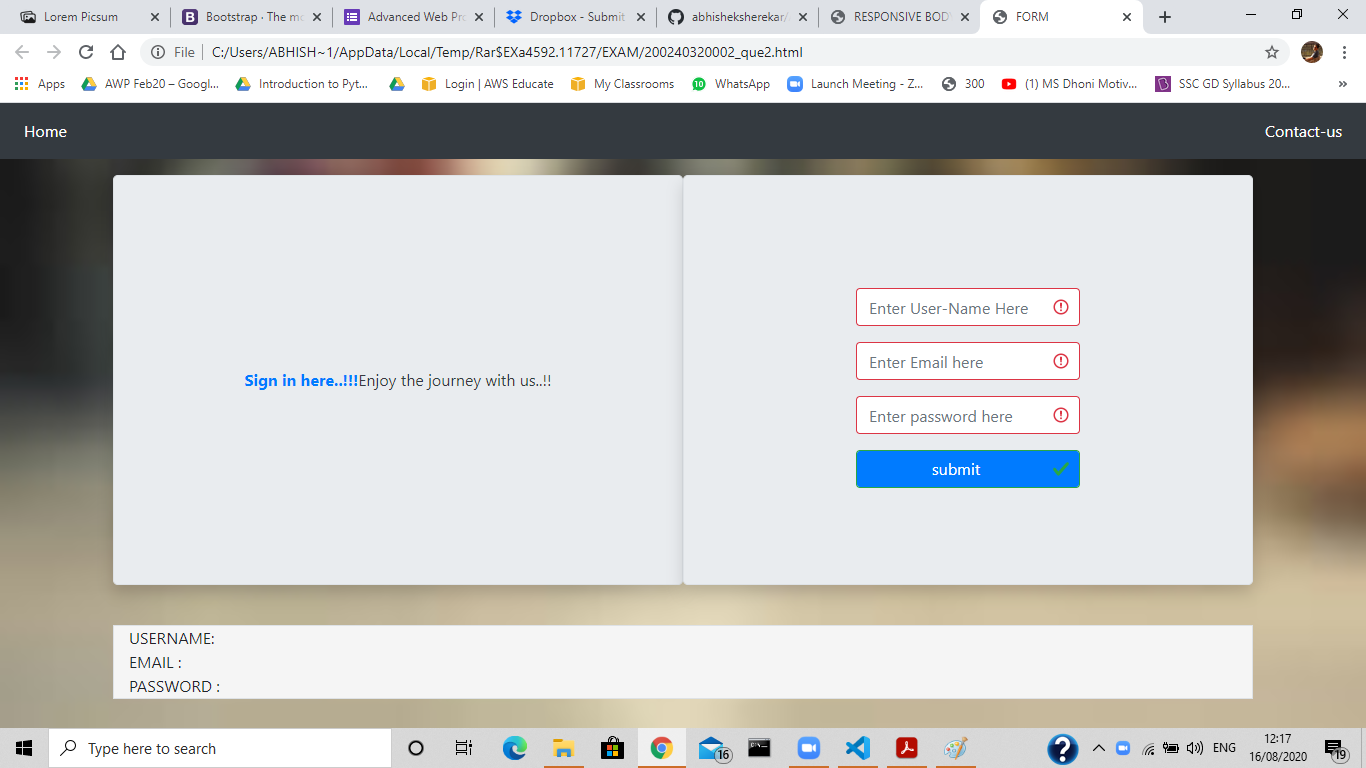 Lorem Picsum
Bootstrap · The mo
Advanced Web Pro
Dropbox - Submit
abhisheksherekar/
RESPONSIVE BODY
FORM
File
C:/Users/ABHISH~1/AppData/Local/Temp/Rar$EXa4592.11727/EXAM/200240320002_que2.html
Apps
AWP Feb20 – Googl...
Introduction to Pyt...
Login | AWS Educate
My Classrooms
10
WhatsApp
Launch Meeting - Z...
300
(1) MS Dhoni Motiv...
SSC GD Syllabus 20...
»
Home
Contact-us
Sign in here..!!!Enjoy the journey with us..!!
Enter User-Name Here
Enter Email here
Enter password here
submit
USERNAME:
EMAIL :
PASSWORD :
Type here to search
16
ENG
12:17
16/08/2020
19